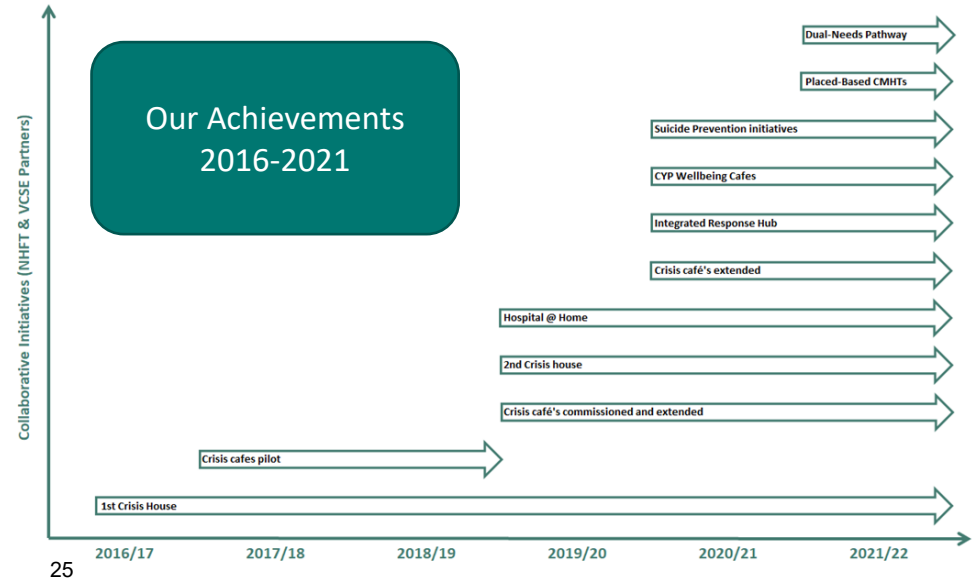 Our Achievements
2016-2021
Collaborative Initiatives (NHFT & VCSE Partners)
Dual-Needs Pathway
Placed-Based CMHTs
Suicide Prevention initiatives
CYP Wellbeing Cafes
Integrated Response Hub
Crisis café's extended
Hospital @ Home
2nd Crisis house
Crisis café's commissioned and extended
Crisis cafes pilot
1st Crisis House
2016/17 2017/18 2018/19 2019/20 2020/21 2021/22
25